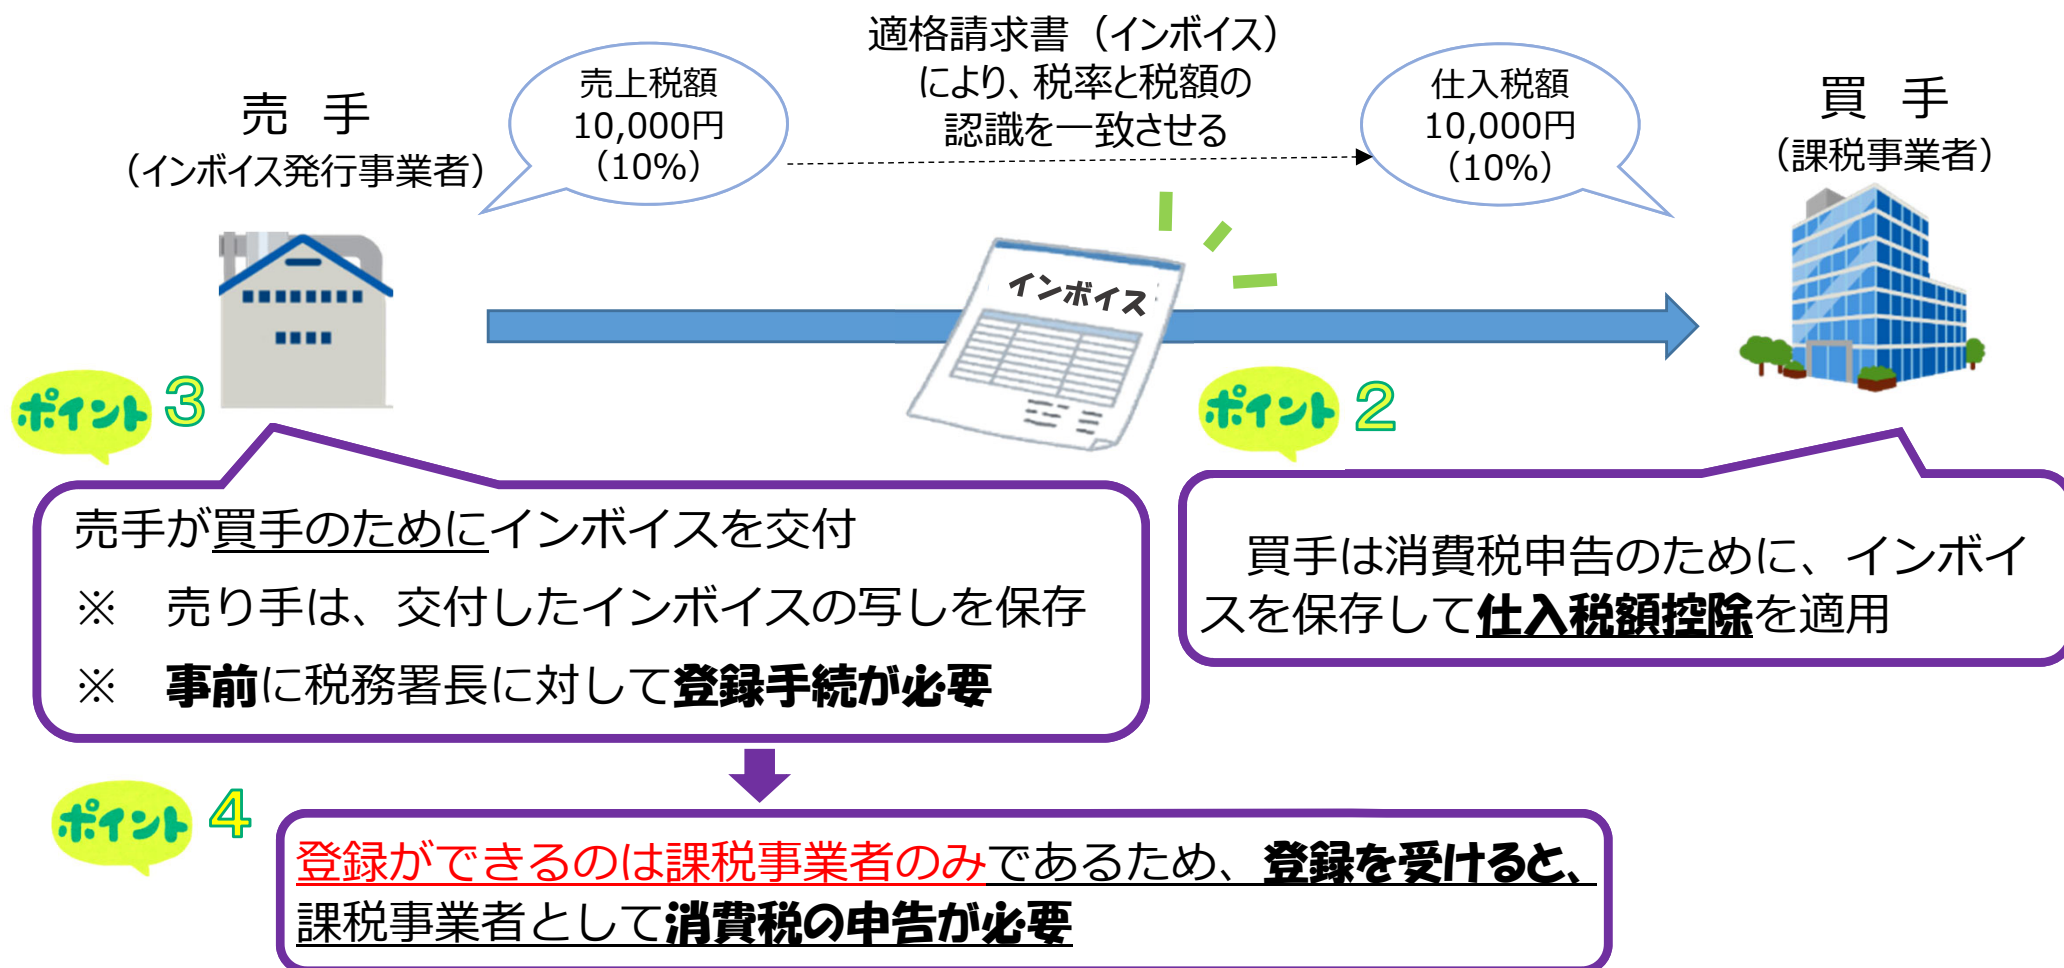 適格請求書（インボイス）
により、税率と税額の
認識を一致させる
売　手
（インボイス発行事業者）
売上税額
10,000円
（10%）
仕入税額
10,000円
（10%）
買　手
（課税事業者）
インボイス
ポイント 3
ポイント 2
売手が買手のためにインボイスを交付
※　売り手は、交付したインボイスの写しを保存
※　事前に税務署長に対して登録手続が必要
買手は消費税申告のために、インボイ
スを保存して仕入税額控除を適用
ポイント 4
登録ができるのは課税事業者のみであるため、登録を受けると、
課税事業者として消費税の申告が必要